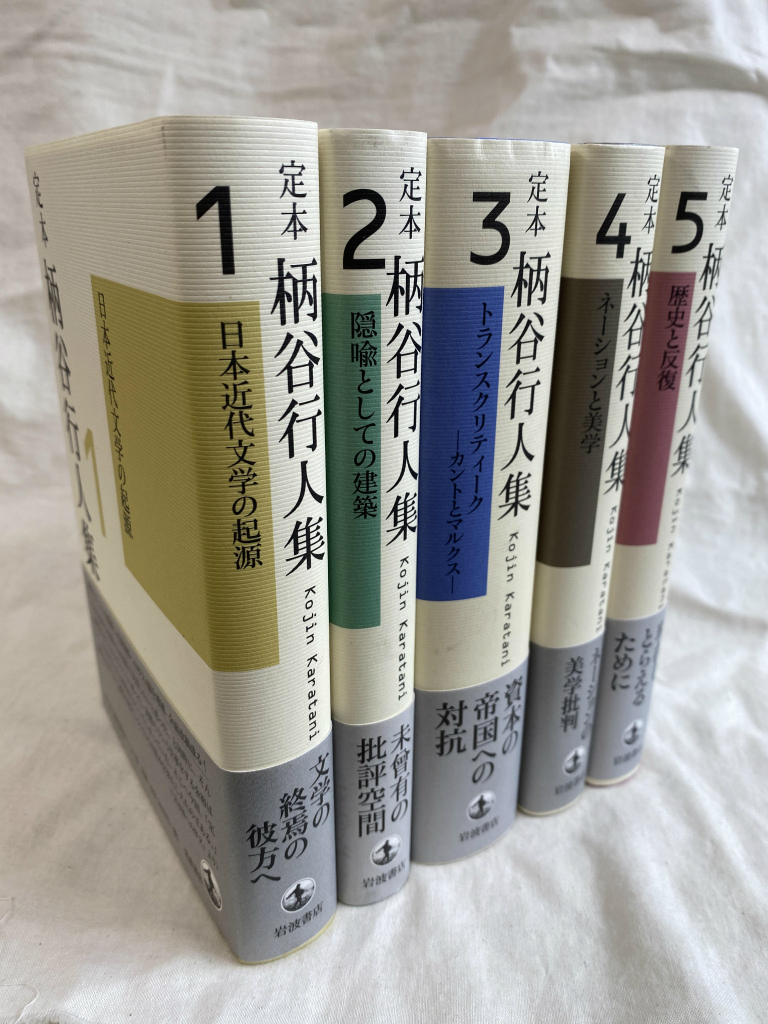 定本
柄谷行人集
1
日本近代文学の起源
定本
柄谷行人集
1
日本近代文学の起源
Kojin Karatani
文学の
終焉の
彼方へ
岩波書店
定本
柄谷行人集
2
隠喩としての建築
Kojin Karatani
未曾有の
批評空間
岩波書店
定本
柄谷行人集
3
トランスクリティーク
―カントとマルクス―
Kojin Karatani
資本の
帝国への
対抗
岩波書店
定本
柄谷行人集
4
ネーションと美学
Kojin Karatani
ネーションの
美学批判
岩波書店
定本
柄谷行人集
5
歴史と反復
Kojin Karatani
とらえる
ために
岩波書店